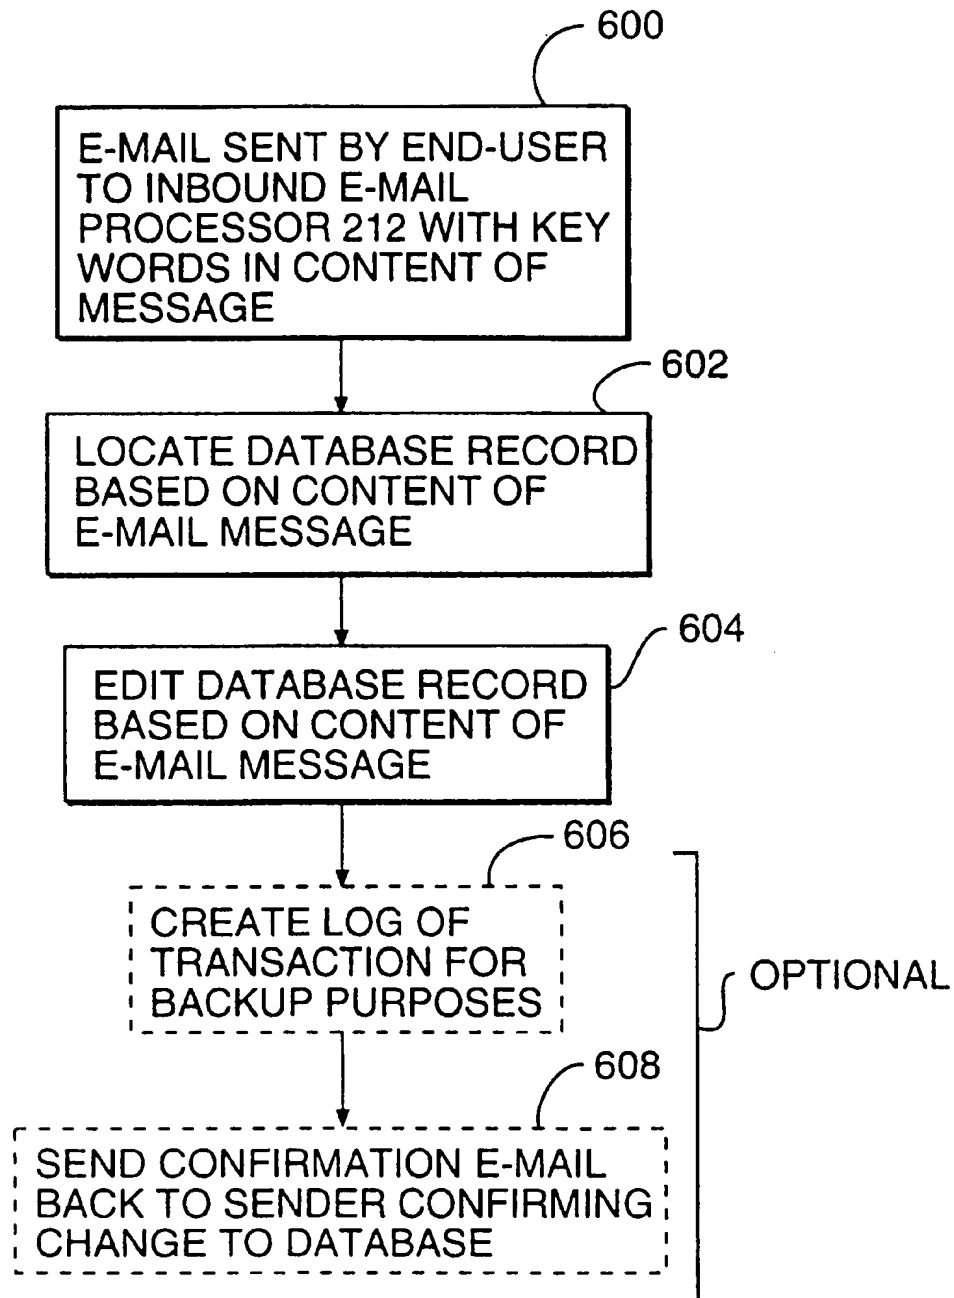 600
E-MAIL SENT BY END-USER
TO INBOUND E-MAIL
PROCESSOR 212 WITH KEY
WORDS IN CONTENT OF
MESSAGE
602
LOCATE DATABASE RECORD
BASED ON CONTENT OF
E-MAIL MESSAGE
604
EDIT DATABASE RECORD
BASED ON CONTENT OF
E-MAIL MESSAGE
606
CREATE LOG OF
TRANSACTION FOR
BACKUP PURPOSES
OPTIONAL
608
SEND CONFIRMATION E-MAIL
BACK TO SENDER CONFIRMING
CHANGE TO DATABASE